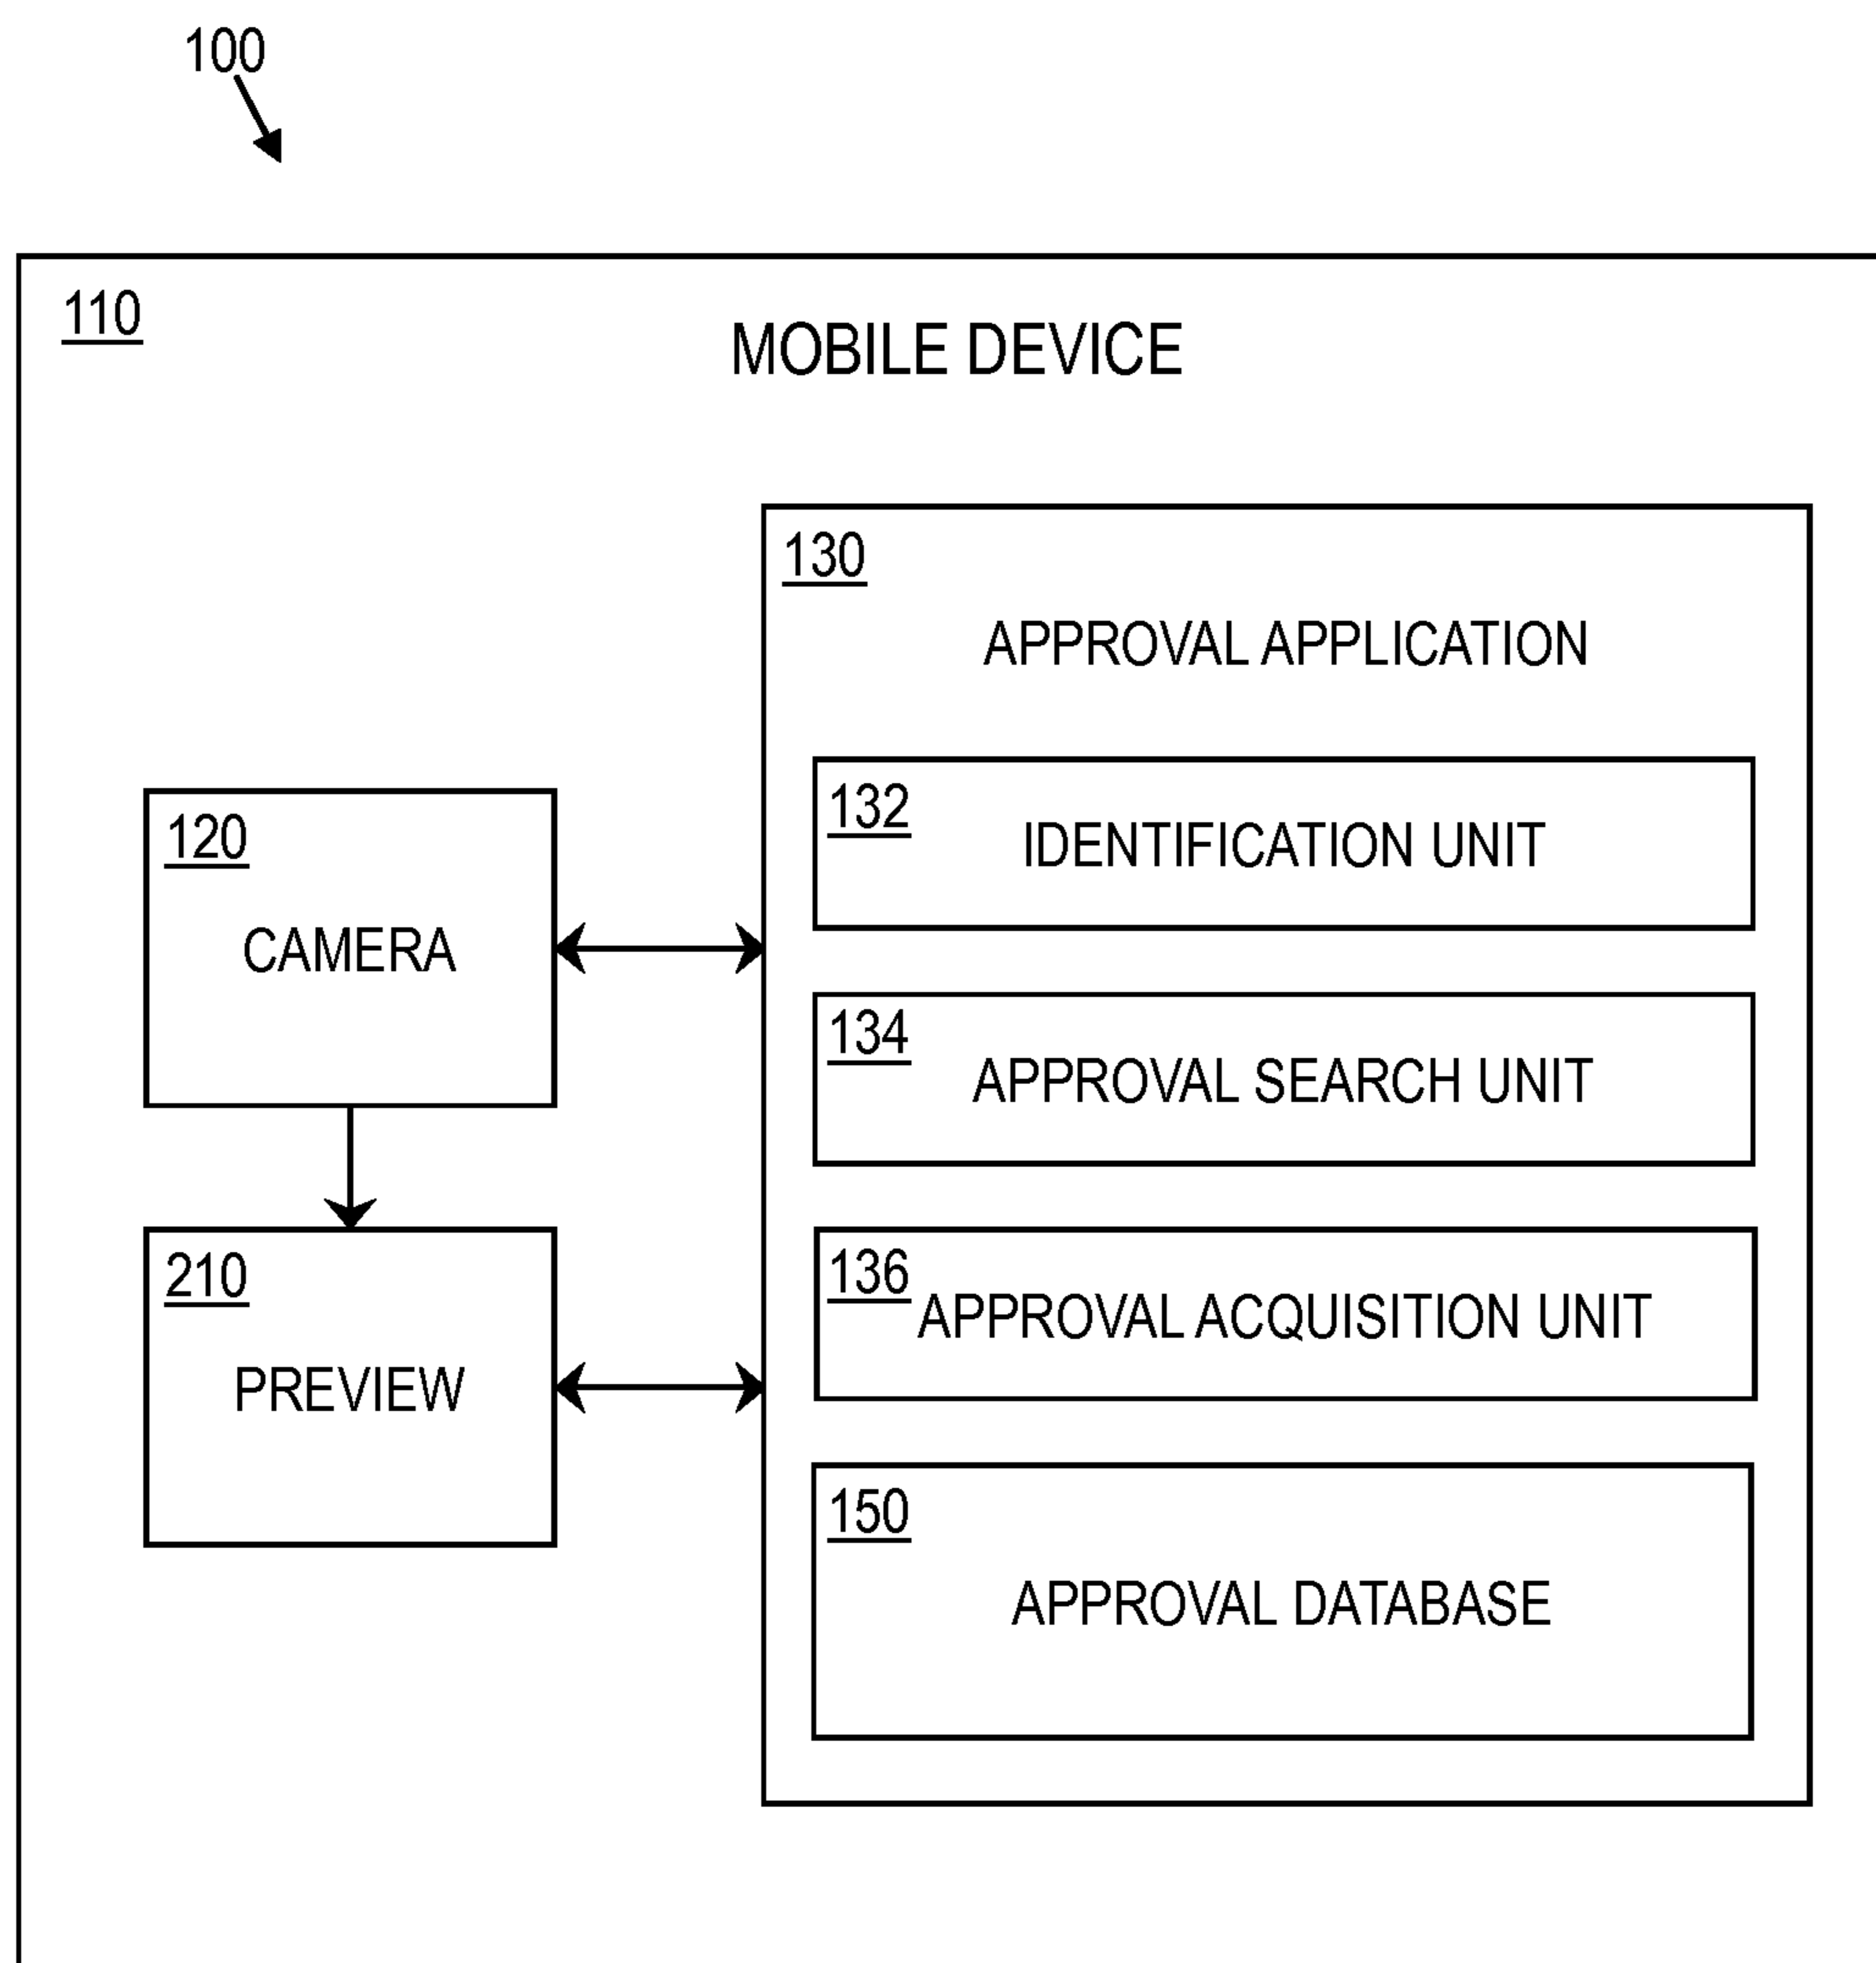 100
110
MOBILE DEVICE
130
APPROVAL APPLICATION
132
IDENTIFICATION UNIT
120
CAMERA
134
APPROVAL SEARCH UNIT
210
PREVIEW
136
APPROVAL ACQUISITION UNIT
150
APPROVAL DATABASE